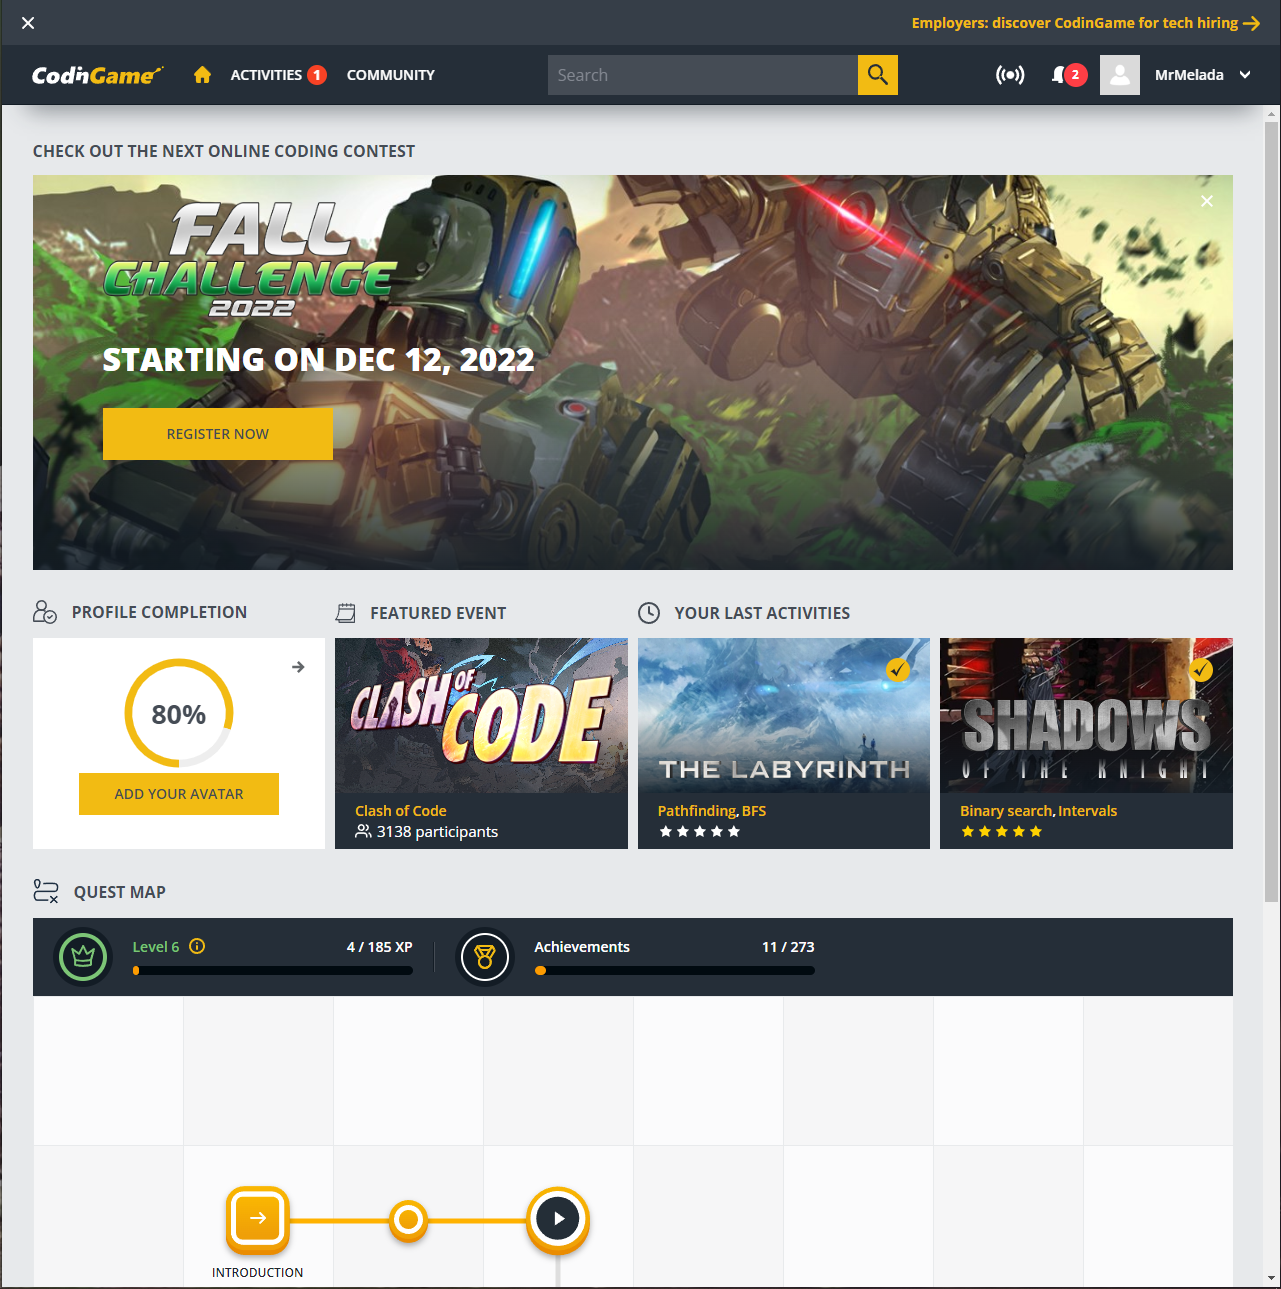 Employers: discover CodinGame for tech hiring
CodinGame
ACTIVITIES 1
COMMUNITY
Search
2
MrMelada
CHECK OUT THE NEXT ONLINE CODING CONTEST
FALL
CHALLENGE
2022
STARTING ON DEC 12, 2022
REGISTER NOW
PROFILE COMPLETION
80%
ADD YOUR AVATAR
FEATURED EVENT
CLASH OF CODE
Clash of Code
3138 participants
YOUR LAST ACTIVITIES
THE LABYRINTH
Pathfinding, BFS
SHADOWS
OF THE KNIGHT
Binary search, Intervals
QUEST MAP
Level 6
4 / 185 XP
Achievements
11 / 273
INTRODUCTION